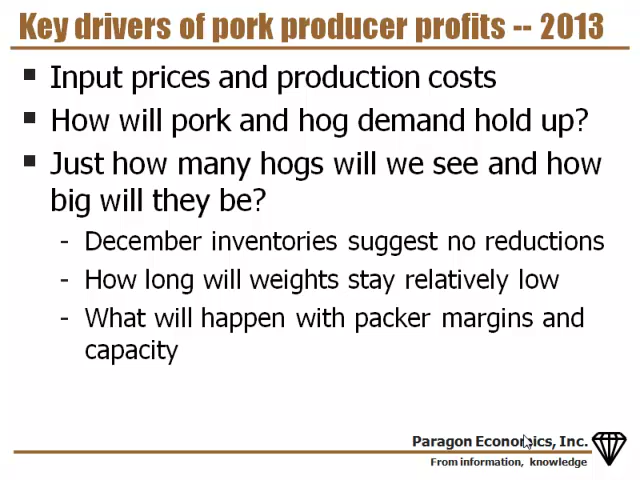 Key drivers of pork producer profits -- 2013
▪ Input prices and production costs
▪ How will pork and hog demand hold up?
▪ Just how many hogs will we see and how
big will they be?
- December inventories suggest no reductions
- How long will weights stay relatively low
- What will happen with packer margins and
capacity
Paragon Economics, Inc.
From information, knowledge